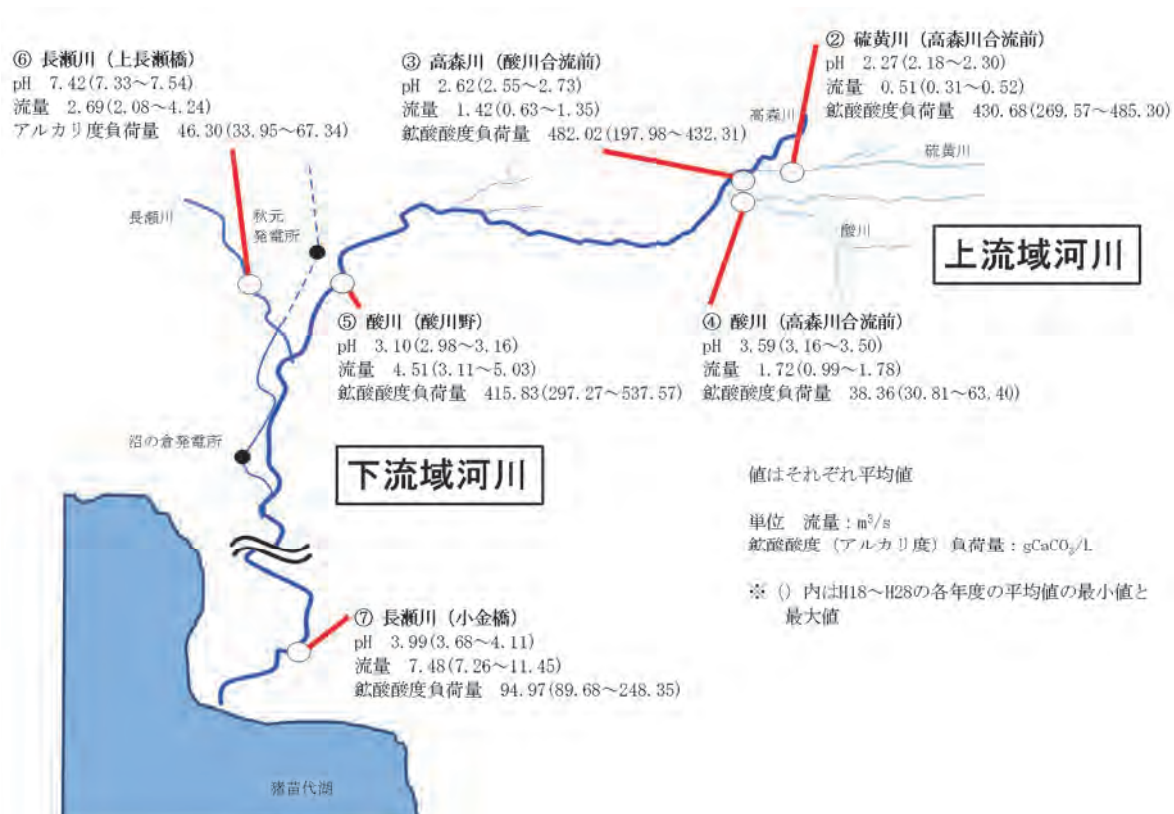 ⑥ 長瀬川（上長瀬橋）
pH 7.42(7.33～7.54)
流量 2.69(2.08～4.24)
アルカリ度負荷量 46.30(33.95～67.34)
③ 高森川（酸川合流前）
pH 2.62(2.55～2.73)
流量 1.42(0.63～1.35)
鉱酸酸度負荷量 482.02(197.98～432.31)
② 硫黄川（高森川合流前）
pH 2.27(2.18～2.30)
流量 0.51(0.31～0.52)
鉱酸酸度負荷量 430.68(269.57～485.30)
高森川
硫黄川
長瀬川
秋元
発電所
酸川
上流域河川
⑤ 酸川（酸川野）
pH 3.10(2.98～3.16)
流量 4.51(3.11～5.03)
鉱酸酸度負荷量 415.83(297.27～537.57)
④ 酸川（高森川合流前）
pH 3.59(3.16～3.50)
流量 1.72(0.99～1.78)
鉱酸酸度負荷量 38.36(30.81～63.40)
沼の倉発電所
下流域河川
値はそれぞれ平均値
単位 流量：m³/s
鉱酸酸度（アルカリ度）負荷量：gCaCO₃/L
※ () 内はH18～H28の各年度の平均値の最小値と
最大値
⑦ 長瀬川（小金橋）
pH 3.99(3.68～4.11)
流量 7.48(7.26～11.45)
鉱酸酸度負荷量 94.97(89.68～248.35)
猪苗代湖